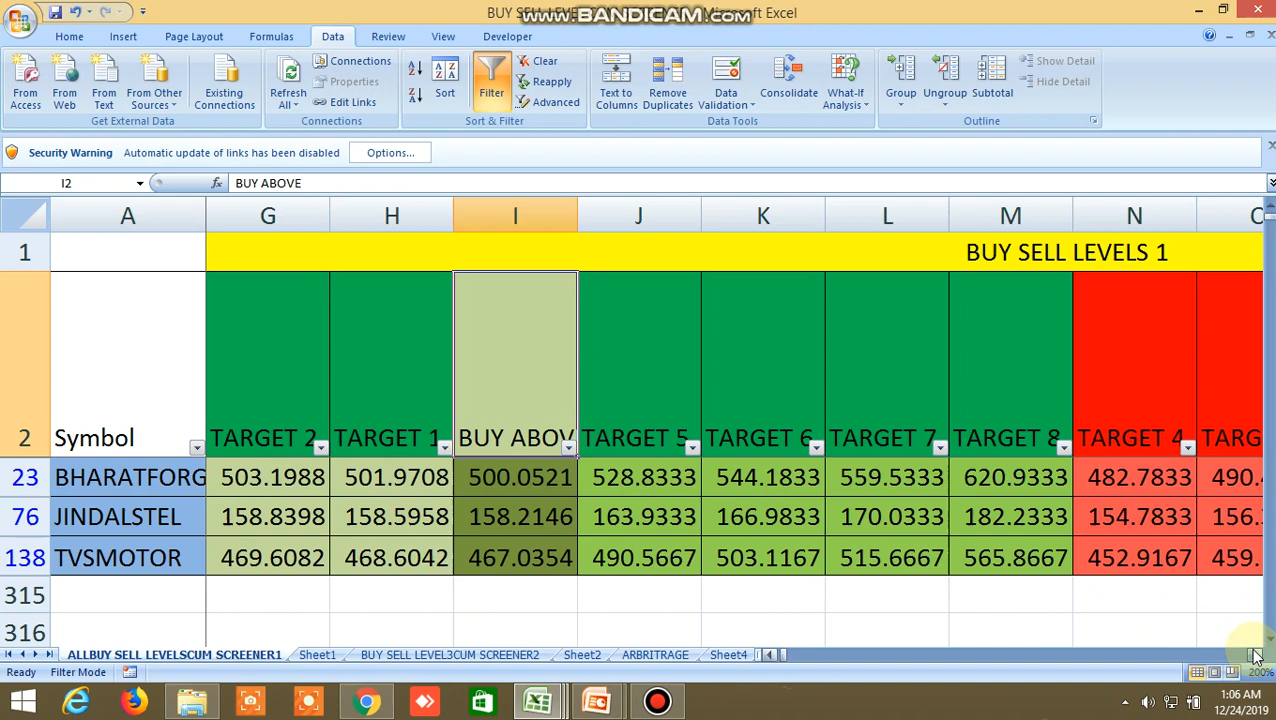 BUY SELL LEVEL
Microsoft Excel
www.BANDICAM.com
Home Insert Page Layout Formulas Data Review View Developer
From Access
From Web
From Text
From Other Sources
Existing Connections
Get External Data
Refresh All
Connections
Properties
Edit Links
Connections
Sort
Filter
Clear
Reapply
Advanced
Sort & Filter
Text to Columns
Remove Duplicates
Data Validation
Consolidate
What-If Analysis
Data Tools
Group
Ungroup
Subtotal
Show Detail
Hide Detail
Outline
Security Warning Automatic update of links has been disabled Options...
I2 fx BUY ABOVE
A G H I J K L M N
1 BUY SELL LEVELS 1
2 Symbol TARGET 2 TARGET 1 BUY ABOV TARGET 5 TARGET 6 TARGET 7 TARGET 8 TARGET 4 TARG
23 BHARATFORG 503.1988 501.9708 500.0521 528.8333 544.1833 559.5333 620.9333 482.7833 490.
76 JINDALSTEL 158.8398 158.5958 158.2146 163.9333 166.9833 170.0333 182.2333 154.7833 156.
138 TVSMOTOR 469.6082 468.6042 467.0354 490.5667 503.1167 515.6667 565.8667 452.9167 459.
315
316
ALLBUY SELL LEVELSCUM SCREENER1 Sheet1 BUY SELL LEVEL3CUM SCREENER2 Sheet2 ARBRITRAGE Sheet4
Ready Filter Mode 200%
1:06 AM
12/24/2019